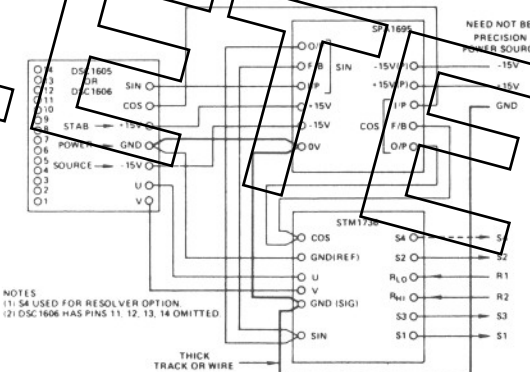 SPA1695
NEED NOT BE
PRECISION
POWER SOURCE
DSC1605
OR
DSC1606
14
13
12
11
10
9
8
7
6
5
4
3
2
1
SIN
COS
STAB +15V
POWER GND
SOURCE -15V
U
V
O/P
F/B
I/P
SIN
+15V
-15V
0V
-15V(P)
+15V(P)
I/P
COS F/B
O/P
-15V
+15V
GND
STM1736
COS
GND(REF)
U
V
GND (SIG)
SIN
S4
S2
RLO
RHI
S3
S1
S4
S2
R1
R2
S3
S1
NOTES
(1) S4 USED FOR RESOLVER OPTION.
(2) DSC1606 HAS PINS 11, 12, 13, 14 OMITTED.
THICK
TRACK OR WIRE